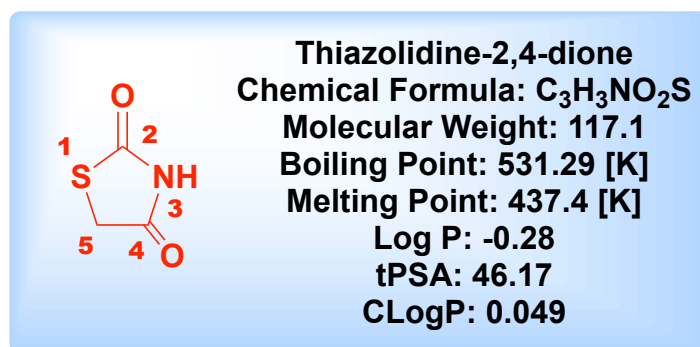 O
1
2
S
NH
3
5
4
O
Thiazolidine-2,4-dione
Chemical Formula: C₃H₃NO₂S
Molecular Weight: 117.1
Boiling Point: 531.29 [K]
Melting Point: 437.4 [K]
Log P: -0.28
tPSA: 46.17
CLogP: 0.049